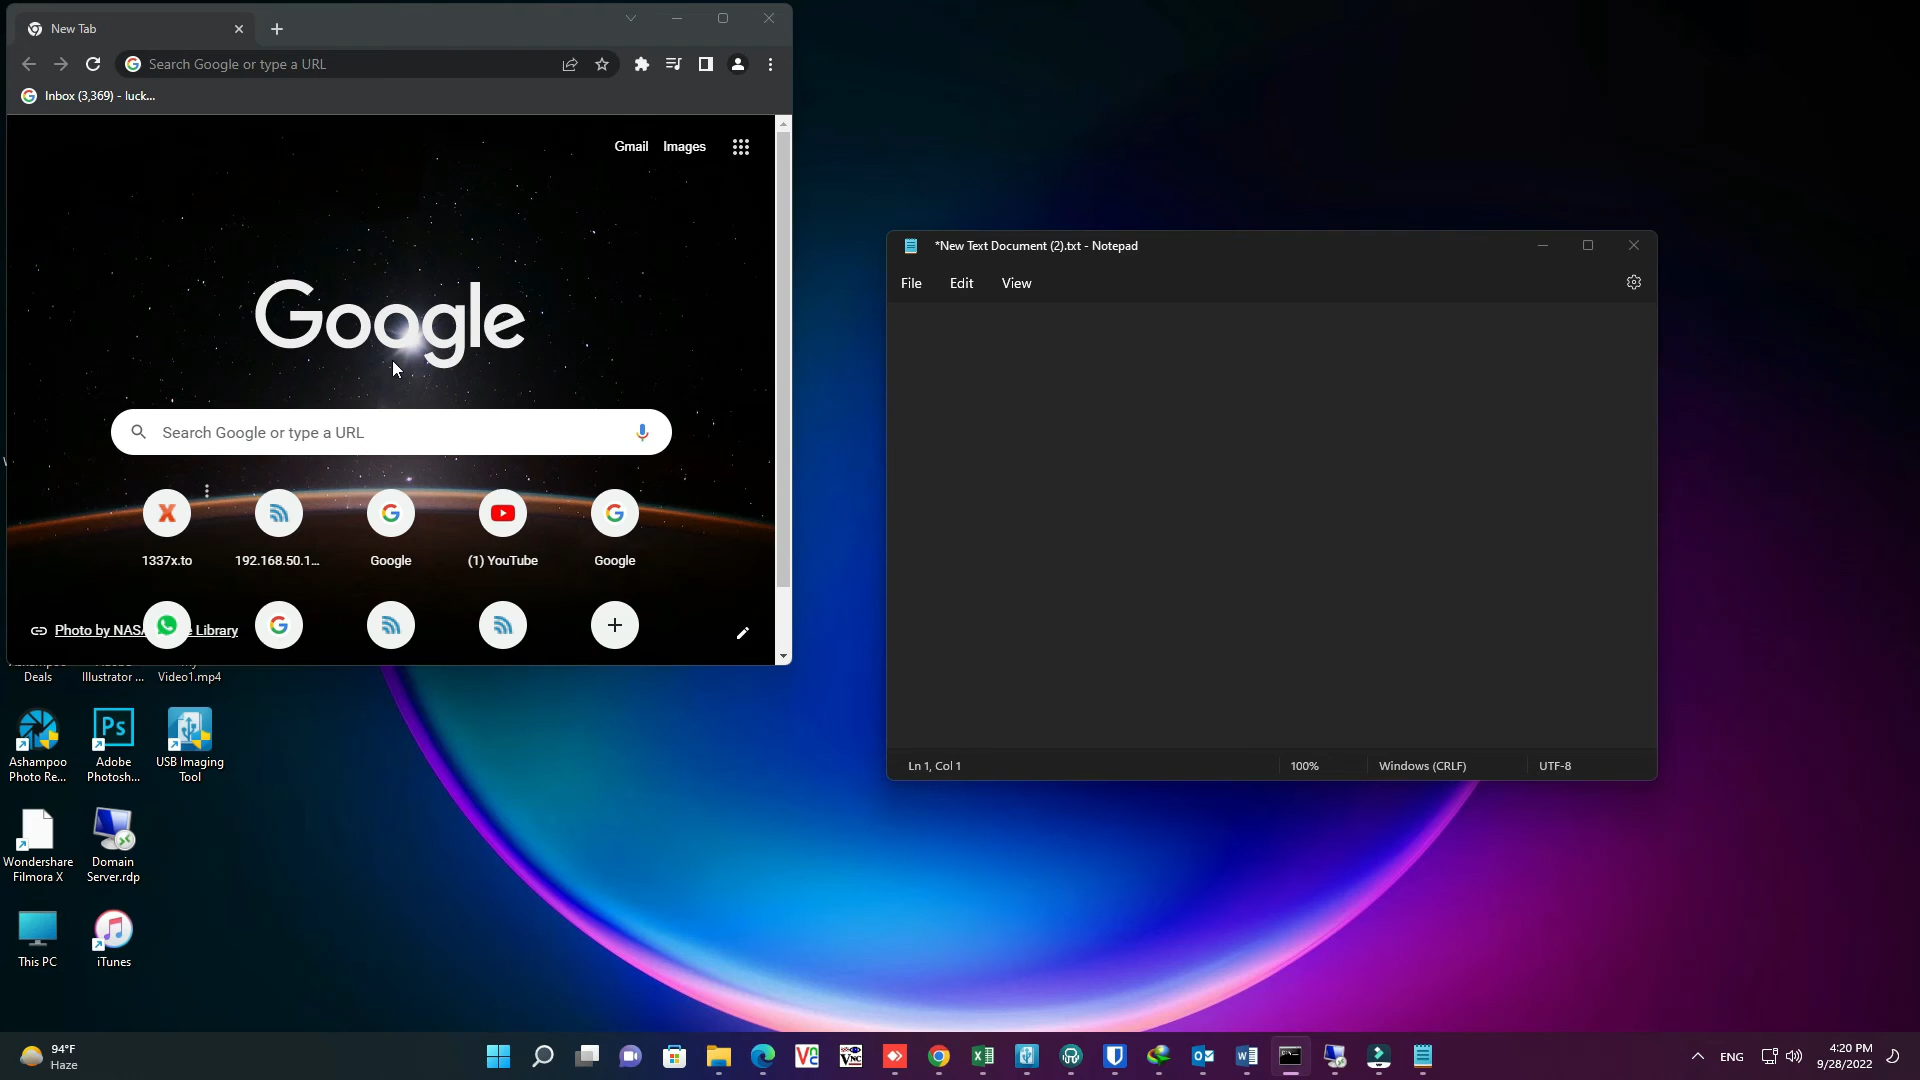 New Tab
Search Google or type a URL
Inbox (3,369) - luck...
Gmail Images
Google
Search Google or type a URL
1337x.to
192.168.50.1...
Google
(1) YouTube
Google
Photo by NASA
e Library
Deals
Illustrator ...
Video1.mp4
Ashampoo
Photo Re...
Ps
Adobe
Photosh...
USB Imaging
Tool
Wondershare
Filmora X
Domain
Server.rdp
This PC
iTunes
*New Text Document (2).txt - Notepad
File Edit View
Ln 1, Col 1
100%
Windows (CRLF)
UTF-8
94°F
Haze
ENG
4:20 PM
9/28/2022